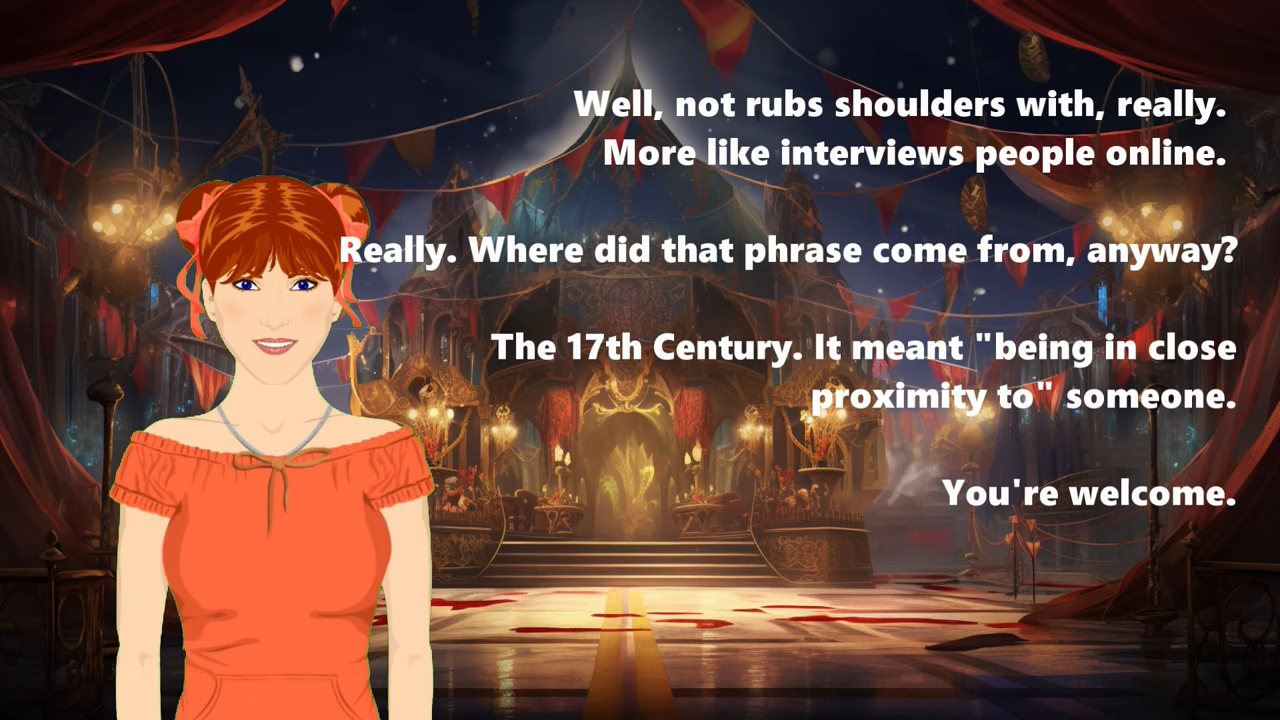 Well, not rubs shoulders with, really.
More like interviews people online.
Really. Where did that phrase come from, anyway?
The 17th Century. It meant "being in close
proximity to" someone.
You're welcome.